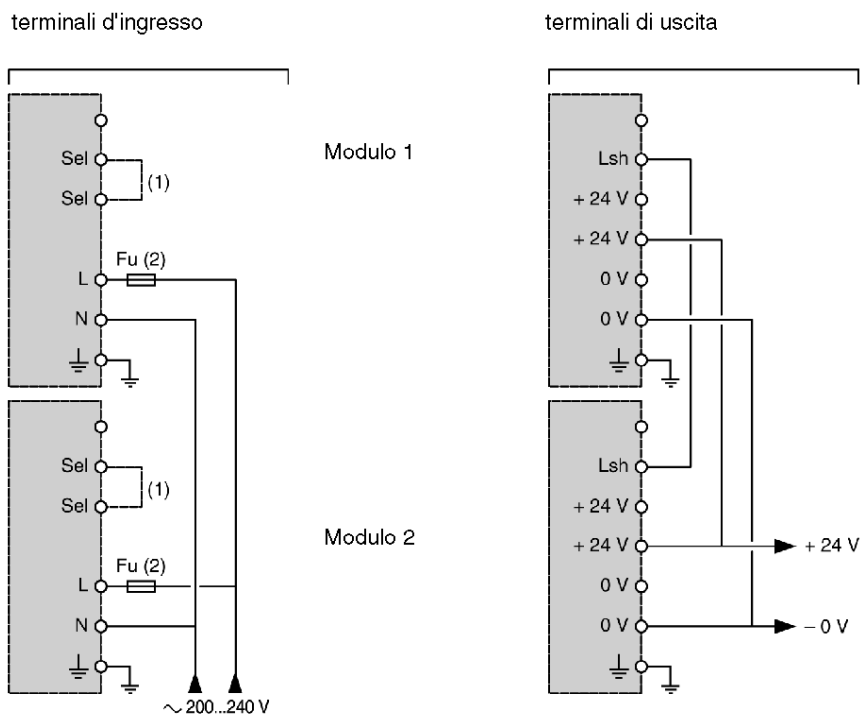 terminali d'ingresso
terminali di uscita
Modulo 1
Sel
(1)
Sel
Fu (2)
L
N
Lsh
+ 24 V
+ 24 V
0 V
0 V
Modulo 2
Sel
(1)
Sel
Fu (2)
L
N
∼ 200...240 V
Lsh
+ 24 V
+ 24 V
+ 24 V
0 V
0 V
– 0 V